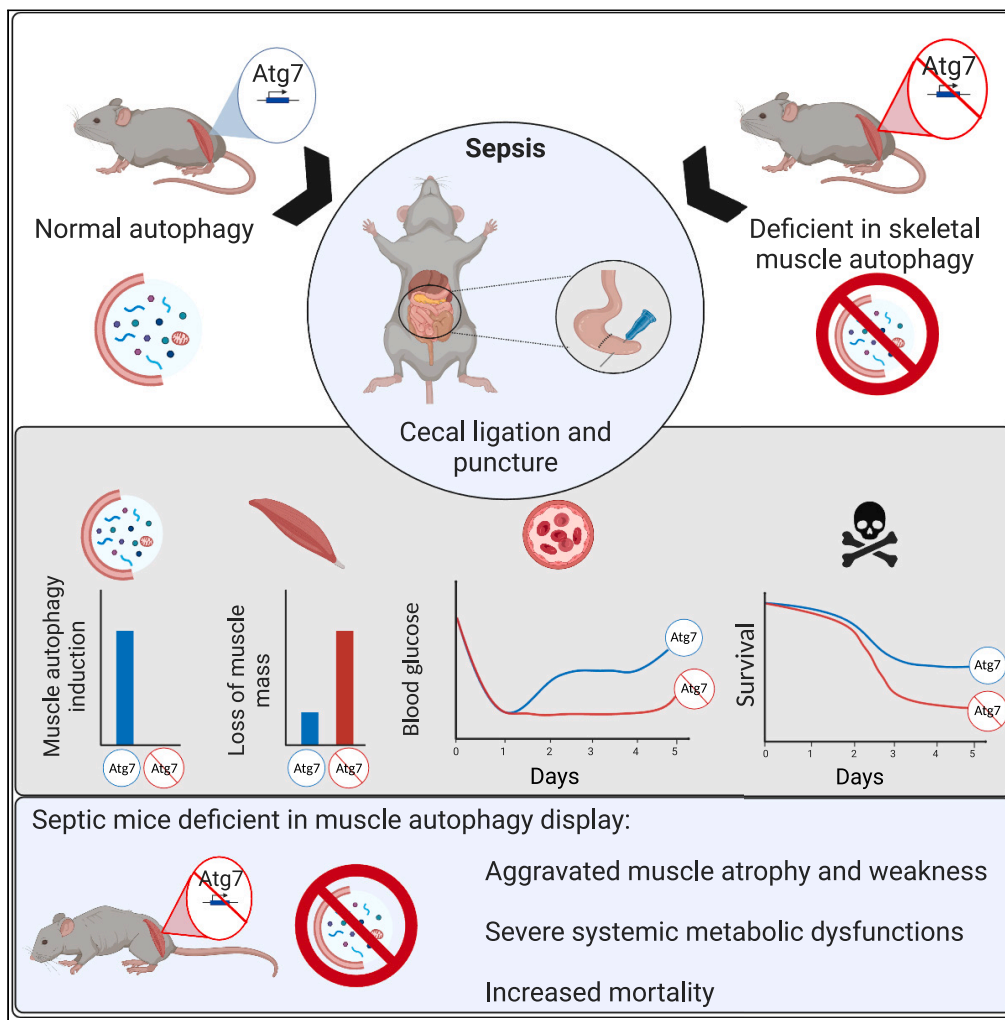 Atg7
Atg7
Sepsis
Normal autophagy
Deficient in skeletal
muscle autophagy
Cecal ligation and
puncture
Muscle autophagy
induction
Atg7
Atg7
Loss of muscle
mass
Atg7
Atg7
Blood glucose
Atg7
Atg7
0
1
2
3
4
5
Days
Survival
Atg7
Atg7
0
1
2
3
4
5
Days
Septic mice deficient in muscle autophagy display:
Atg7
Aggravated muscle atrophy and weakness
Severe systemic metabolic dysfunctions
Increased mortality